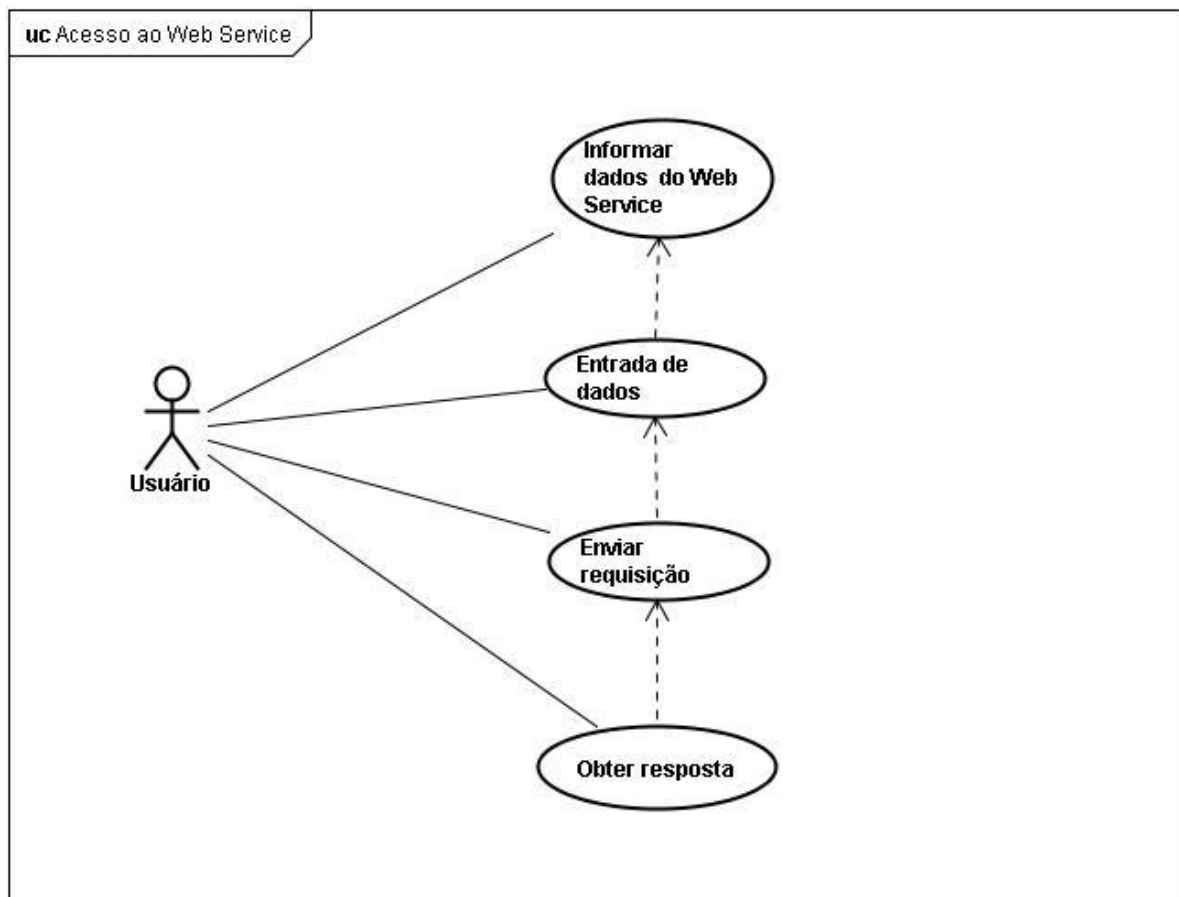 uc Acesso ao Web Service
Informar
dados do Web
Service
Entrada de
dados
Usuário
Enviar
requisição
Obter resposta